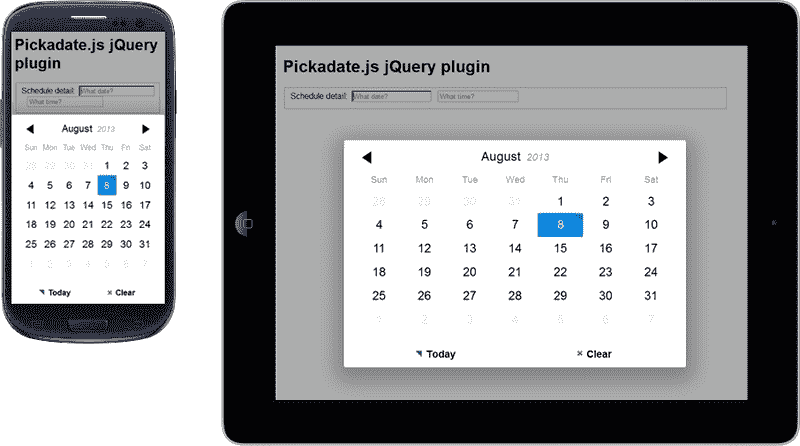 Pickadate.js jQuery
plugin
Schedule detail: What date?
What time?
August 2013
Sun Mon Tue Wed Thu Fri Sat
28 29 30 31 1 2 3
4 5 6 7 8 9 10
11 12 13 14 15 16 17
18 19 20 21 22 23 24
25 26 27 28 29 30 31
1 2 3 4 5 6 7
Today Clear
Pickadate.js jQuery plugin
Schedule detail: What date? What time?
August 2013
Sun Mon Tue Wed Thu Fri Sat
28 29 30 31 1 2 3
4 5 6 7 8 9 10
11 12 13 14 15 16 17
18 19 20 21 22 23 24
25 26 27 28 29 30 31
1 2 3 4 5 6 7
Today Clear